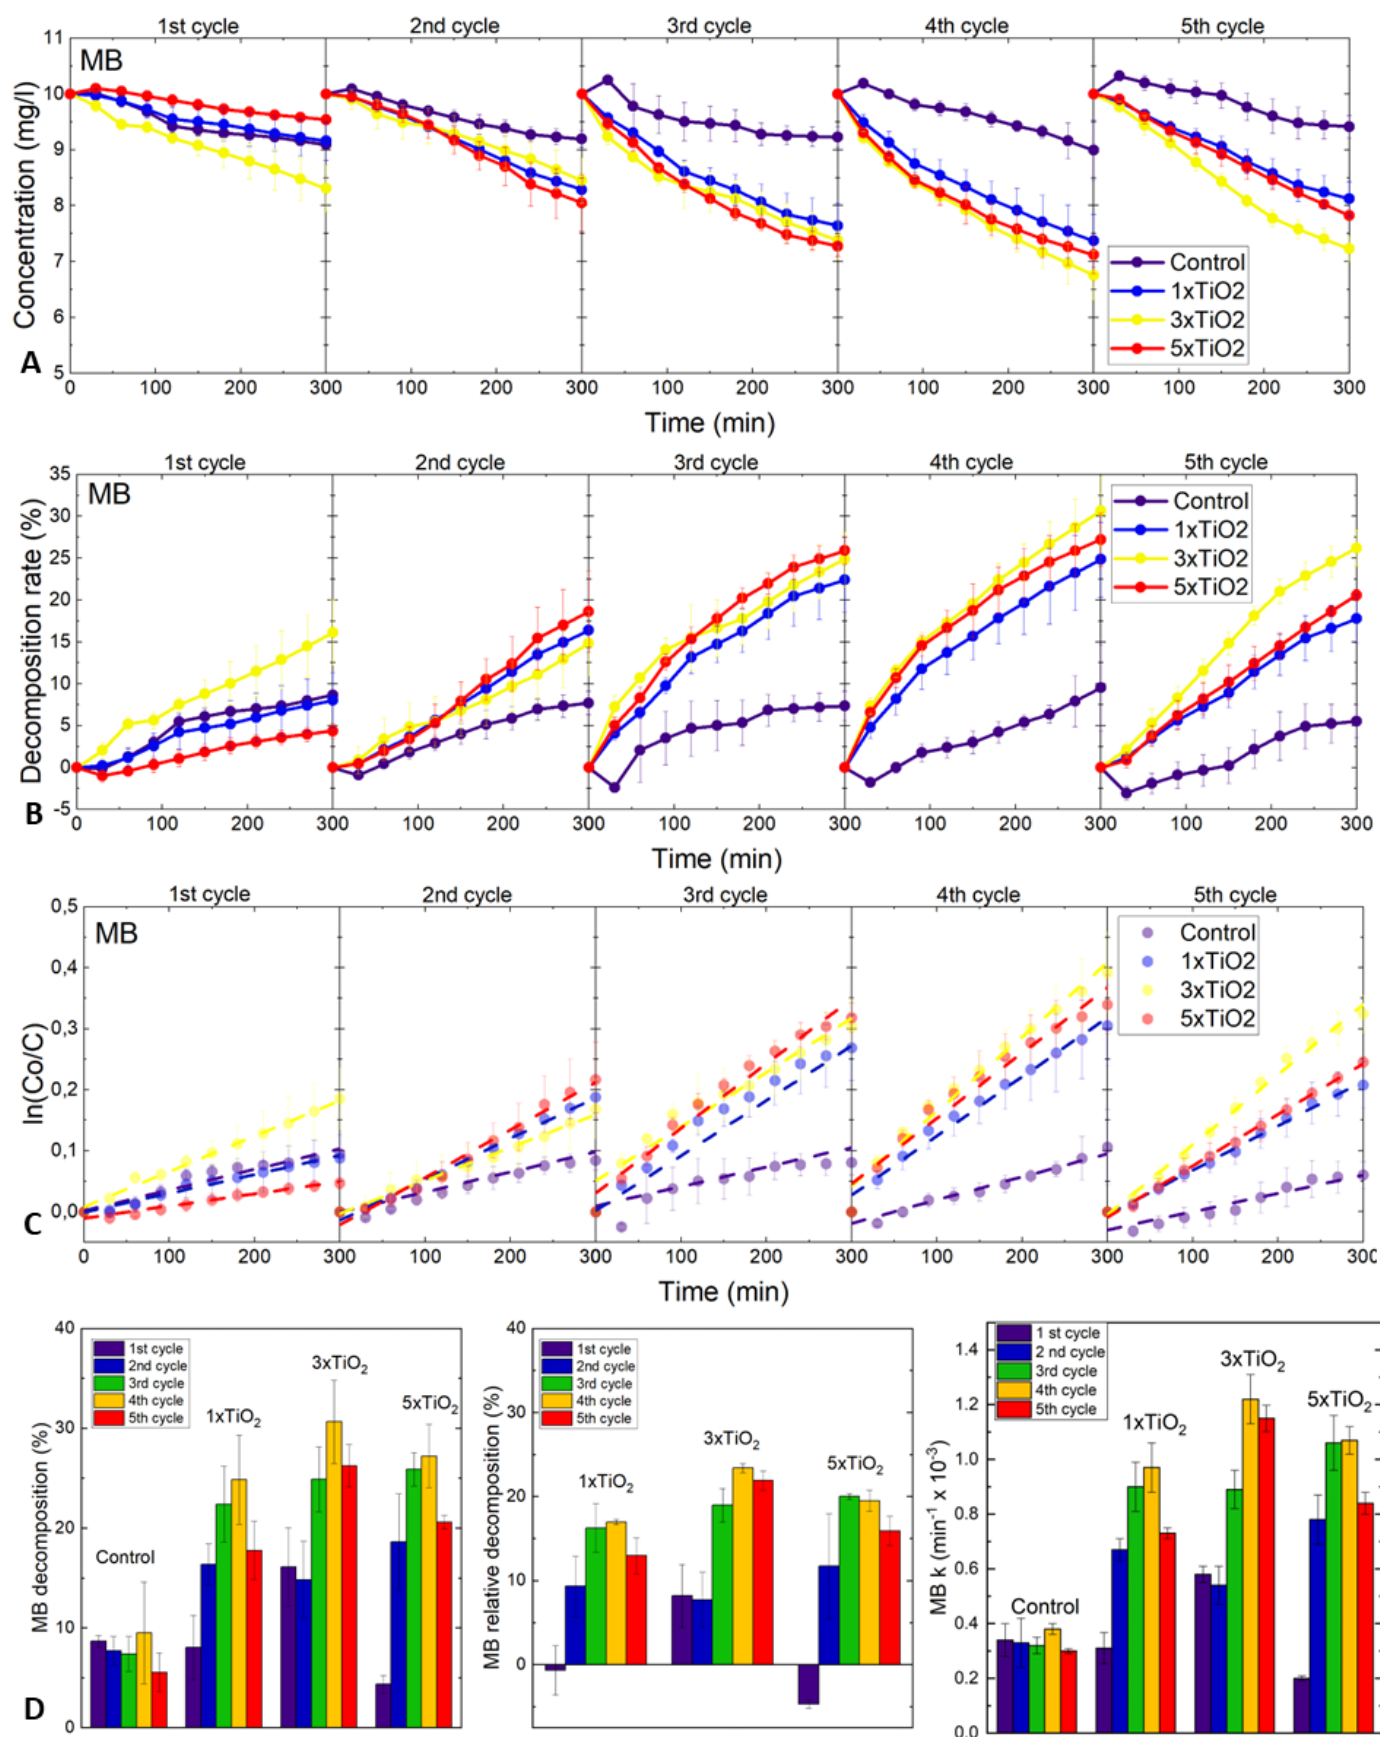 1st cycle 2nd cycle 3rd cycle 4th cycle 5th cycle
MB
Concentration (mg/l)
11
10
9
8
7
6
5
Control
1xTiO2
3xTiO2
5xTiO2
A
0 100 200 300 100 200 300 100 200 300 100 200 300 100 200 300
Time (min)
1st cycle 2nd cycle 3rd cycle 4th cycle 5th cycle
MB
Decomposition rate (%)
35
30
25
20
15
10
5
0
-5
Control
1xTiO2
3xTiO2
5xTiO2
B
0 100 200 300 100 200 300 100 200 300 100 200 300 100 200 300
Time (min)
1st cycle 2nd cycle 3rd cycle 4th cycle 5th cycle
MB
ln(Co/C)
0,5
0,4
0,3
0,2
0,1
0,0
Control
1xTiO2
3xTiO2
5xTiO2
C
0 100 200 300 100 200 300 100 200 300 100 200 300 100 200 300
Time (min)
D
MB decomposition (%)
40
30
20
10
0
1st cycle
2nd cycle
3rd cycle
4th cycle
5th cycle
Control
1xTiO₂
3xTiO₂
5xTiO₂
MB relative decomposition (%)
40
30
20
10
0
1st cycle
2nd cycle
3rd cycle
4th cycle
5th cycle
1xTiO₂
3xTiO₂
5xTiO₂
MB k (min⁻¹ x 10⁻³)
1.4
1.2
1.0
0.8
0.6
0.4
0.2
0.0
1 st cycle
2 nd cycle
3rd cycle
4th cycle
5th cycle
Control
1xTiO₂
3xTiO₂
5xTiO₂